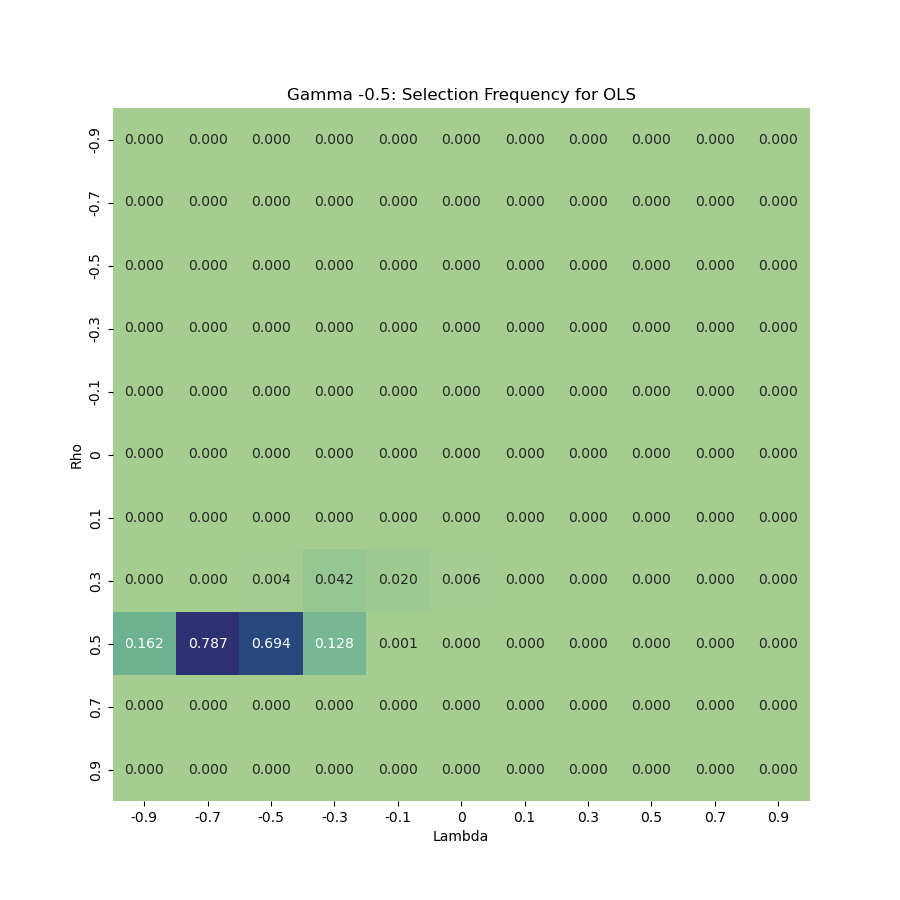 Gamma -0.5: Selection Frequency for OLS
-0.9 0.000 0.000 0.000 0.000 0.000 0.000 0.000 0.000 0.000 0.000 0.000
-0.7 0.000 0.000 0.000 0.000 0.000 0.000 0.000 0.000 0.000 0.000 0.000
-0.5 0.000 0.000 0.000 0.000 0.000 0.000 0.000 0.000 0.000 0.000 0.000
-0.3 0.000 0.000 0.000 0.000 0.000 0.000 0.000 0.000 0.000 0.000 0.000
-0.1 0.000 0.000 0.000 0.000 0.000 0.000 0.000 0.000 0.000 0.000 0.000
Rho
0 0.000 0.000 0.000 0.000 0.000 0.000 0.000 0.000 0.000 0.000 0.000
0.1 0.000 0.000 0.000 0.000 0.000 0.000 0.000 0.000 0.000 0.000 0.000
0.3 0.000 0.000 0.004 0.042 0.020 0.006 0.000 0.000 0.000 0.000 0.000
0.5 0.162 0.787 0.694 0.128 0.001 0.000 0.000 0.000 0.000 0.000 0.000
0.7 0.000 0.000 0.000 0.000 0.000 0.000 0.000 0.000 0.000 0.000 0.000
0.9 0.000 0.000 0.000 0.000 0.000 0.000 0.000 0.000 0.000 0.000 0.000
-0.9 -0.7 -0.5 -0.3 -0.1 0 0.1 0.3 0.5 0.7 0.9
Lambda